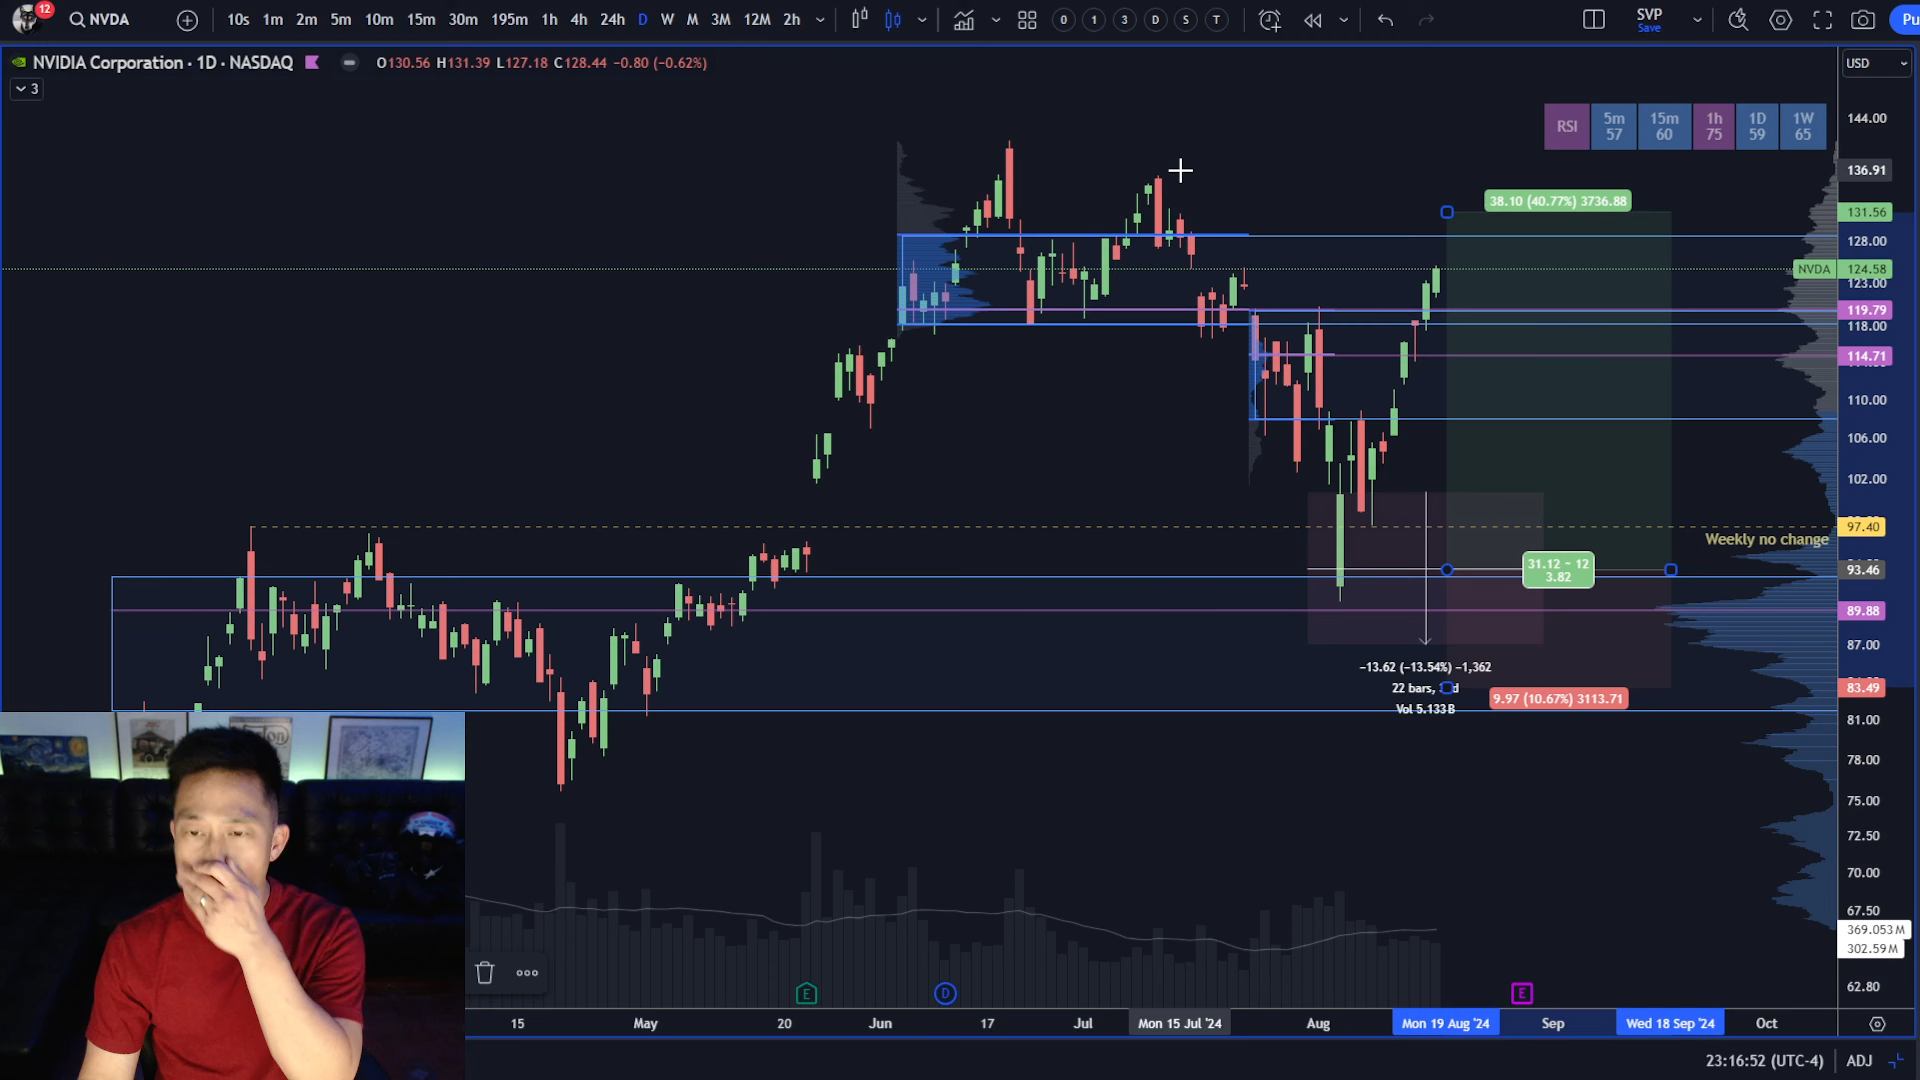 12
NVDA
10s 1m 2m 5m 10m 15m 30m 195m 1h 4h 24h D W M 3M 12M 2h
0 1 3 D S T
SVP
Save
Pu
NVIDIA Corporation · 1D · NASDAQ
O130.56 H131.39 L127.18 C128.44 −0.80 (−0.62%)
USD
3
RSI
5m
57
15m
60
1h
75
1D
59
1W
65
144.00
136.91
131.56
128.00
NVDA 124.58
123.00
119.79
118.00
114.71
110.00
106.00
102.00
97.40
Weekly no change
93.46
89.88
87.00
83.49
81.00
78.00
75.00
72.50
70.00
67.50
369.053 M
302.59 M
62.80
38.10 (40.77%) 3736.88
31.12 ~ 12
3.82
−13.62 (−13.54%) −1,362
22 bars, d
Vol 5.133 B
9.97 (10.67%) 3113.71
E
D
E
15 May 20 Jun 17 Jul Mon 15 Jul '24 Aug Mon 19 Aug '24 Sep Wed 18 Sep '24 Oct
23:16:52 (UTC-4) ADJ